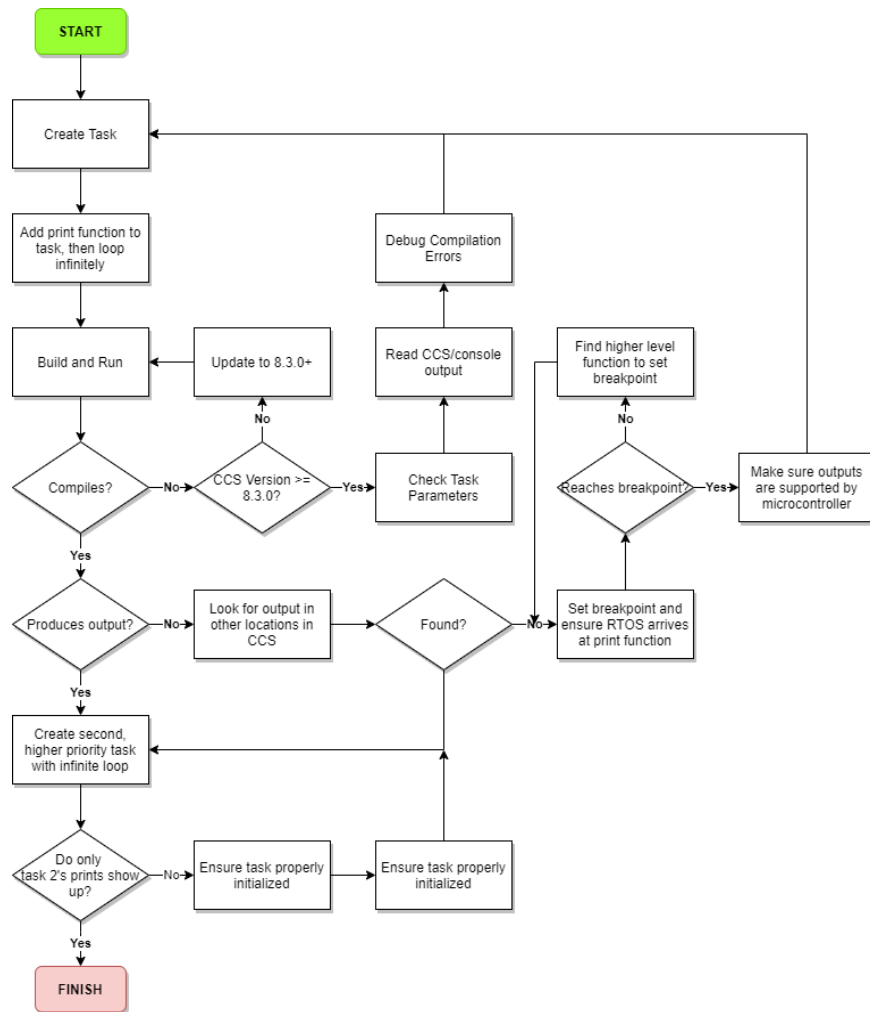 START
Create Task
Add print function to
task, then loop
infinitely
Debug Compilation
Errors
Build and Run
Update to 8.3.0+
Read CCS/console
output
Find higher level
function to set
breakpoint
No
No
Compiles?
No
CCS Version >=
8.3.0?
Yes
Check Task
Parameters
Reaches breakpoint?
Yes
Make sure outputs
are supported by
microcontroller
Yes
Produces output?
No
Look for output in
other locations in
CCS
Found?
No
Set breakpoint and
ensure RTOS arrives
at print function
Yes
Create second,
higher priority task
with infinite loop
Do only
task 2's prints show
up?
No
Ensure task properly
initialized
Ensure task properly
initialized
Yes
FINISH